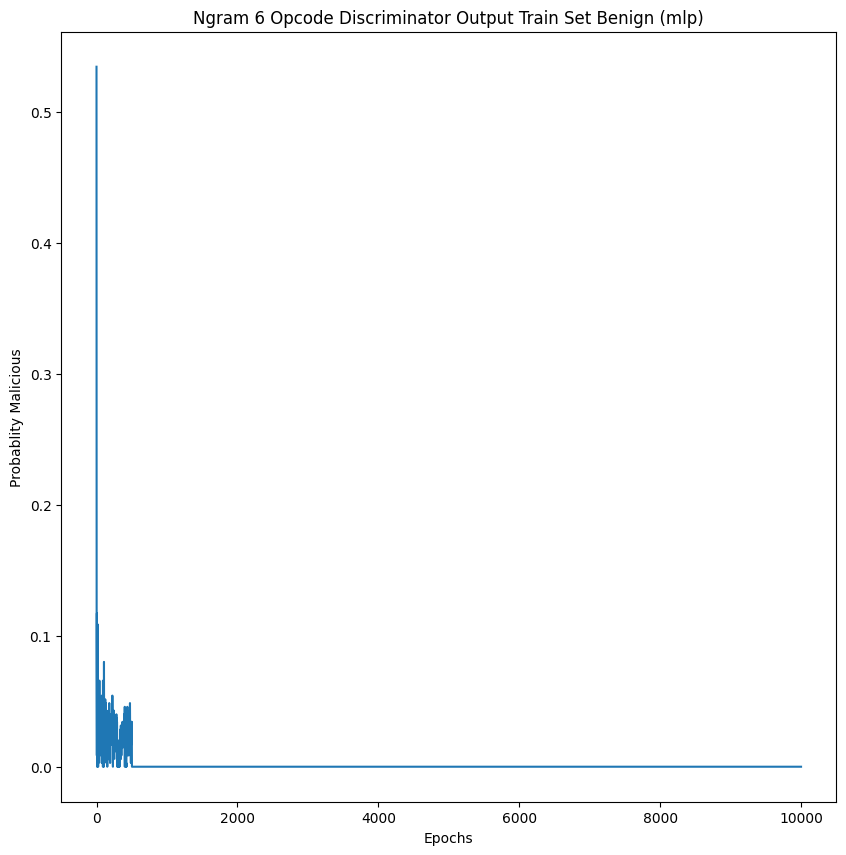 Ngram 6 Opcode Discriminator Output Train Set Benign (mlp)
0.5
0.4
0.3
0.2
0.1
0.0
Probablity Malicious
0 2000 4000 6000 8000 10000
Epochs